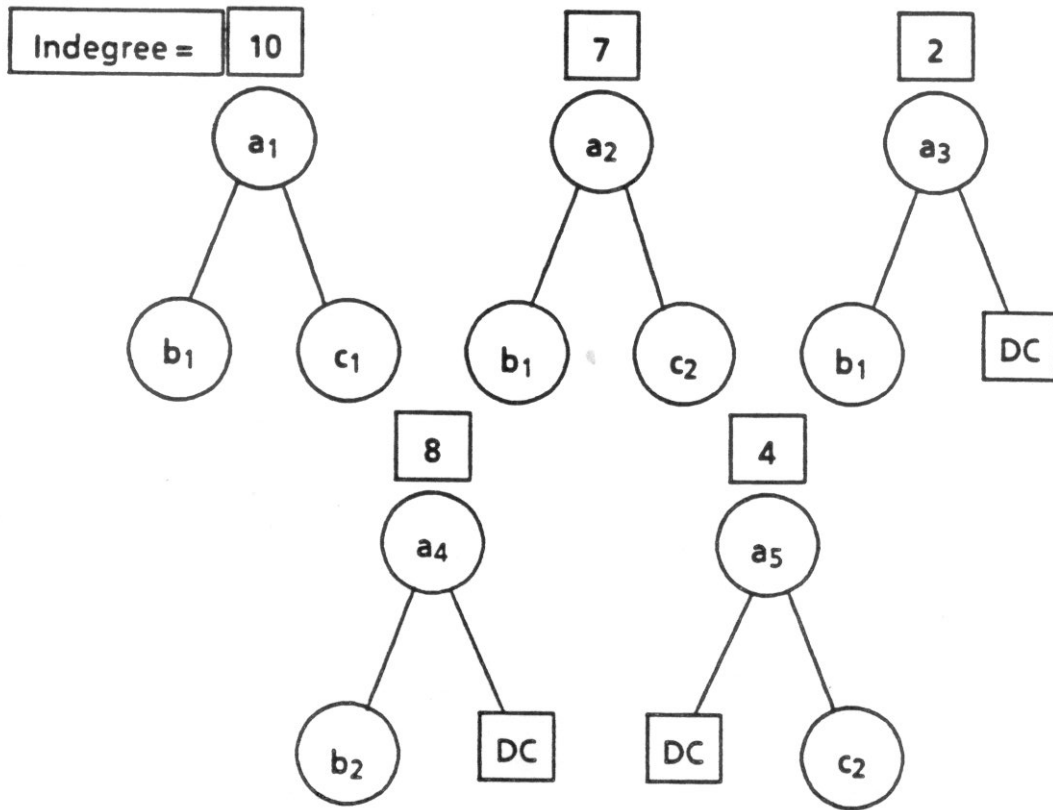 Indegree = 10 7 2
a1 a2 a3
b1 c1 b1 c2 b1 DC
8 4
a4 a5
b2 DC DC c2